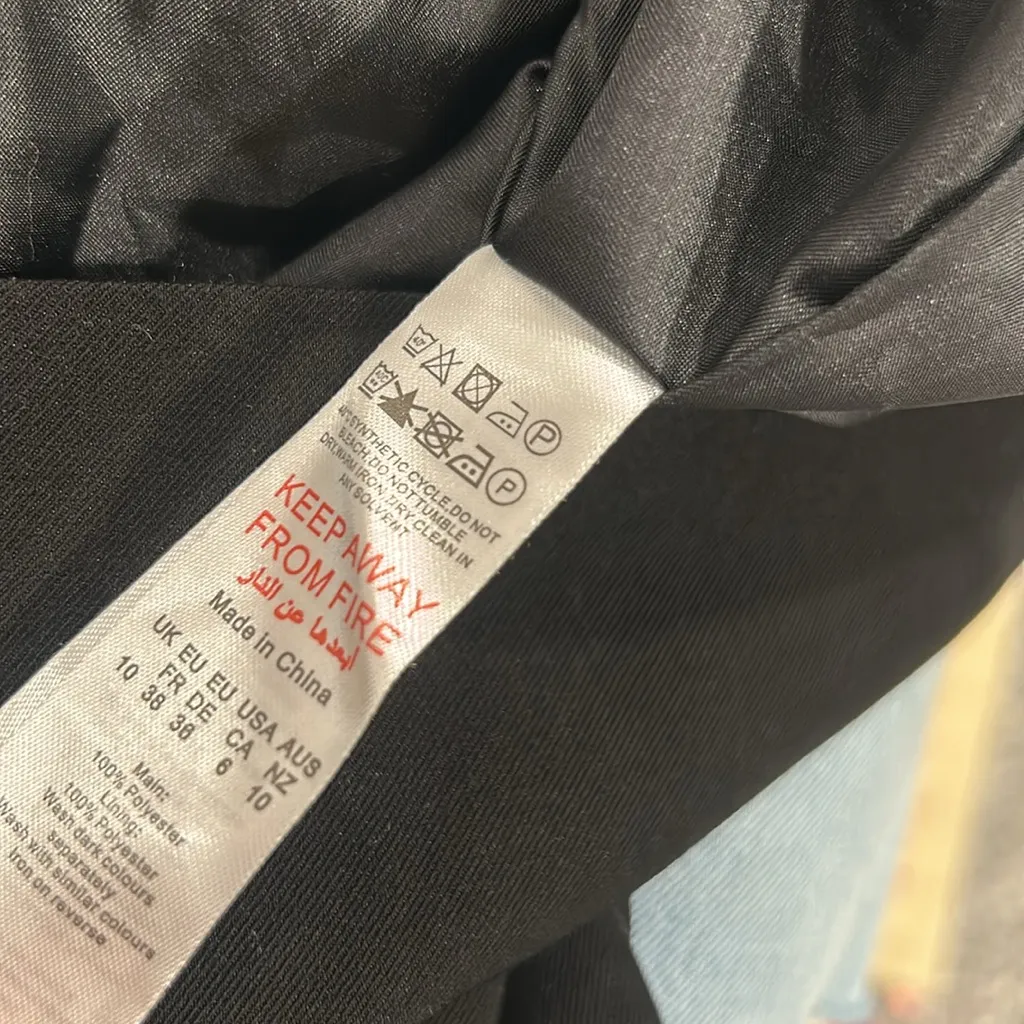 P
P
SYNTHETIC CYCLE, DO NOT
BLEACH, DO NOT TUMBLE
DRY, WARM IRON, DRY CLEAN IN
ANY SOLVENT
KEEP AWAY
FROM FIRE
أبعدها عن النار
Made in China
UK EU EU USA AUS
FR DE CA NZ
10 38 36 6 10
Main:
100% Polyester
Lining:
100% Polyester
Wash dark colours
separately
Wash with similar colours
Iron on reverse